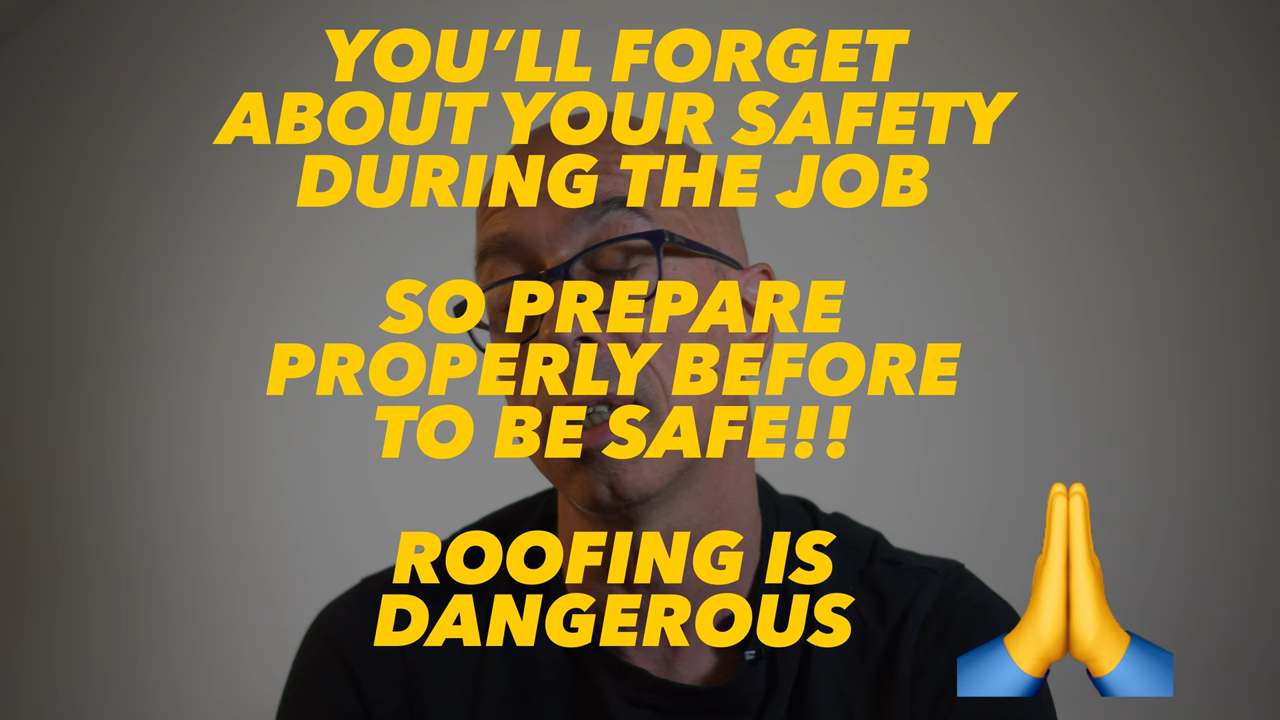 YOU’LL FORGET
ABOUT YOUR SAFETY
DURING THE JOB
SO PREPARE
PROPERLY BEFORE
TO BE SAFE!!
ROOFING IS
DANGEROUS